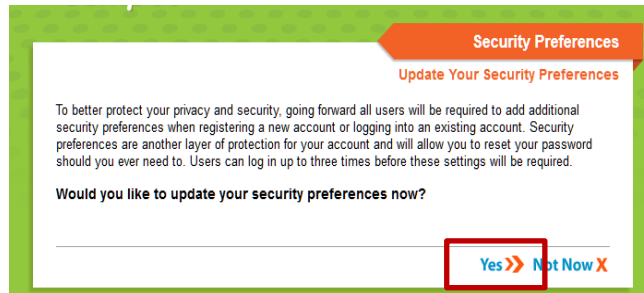 Security Preferences
Update Your Security Preferences
To better protect your privacy and security, going forward all users will be required to add additional
security preferences when registering a new account or logging into an existing account. Security
preferences are another layer of protection for your account and will allow you to reset your password
should you ever need to. Users can log in up to three times before these settings will be required.
Would you like to update your security preferences now?
Yes Not Now X